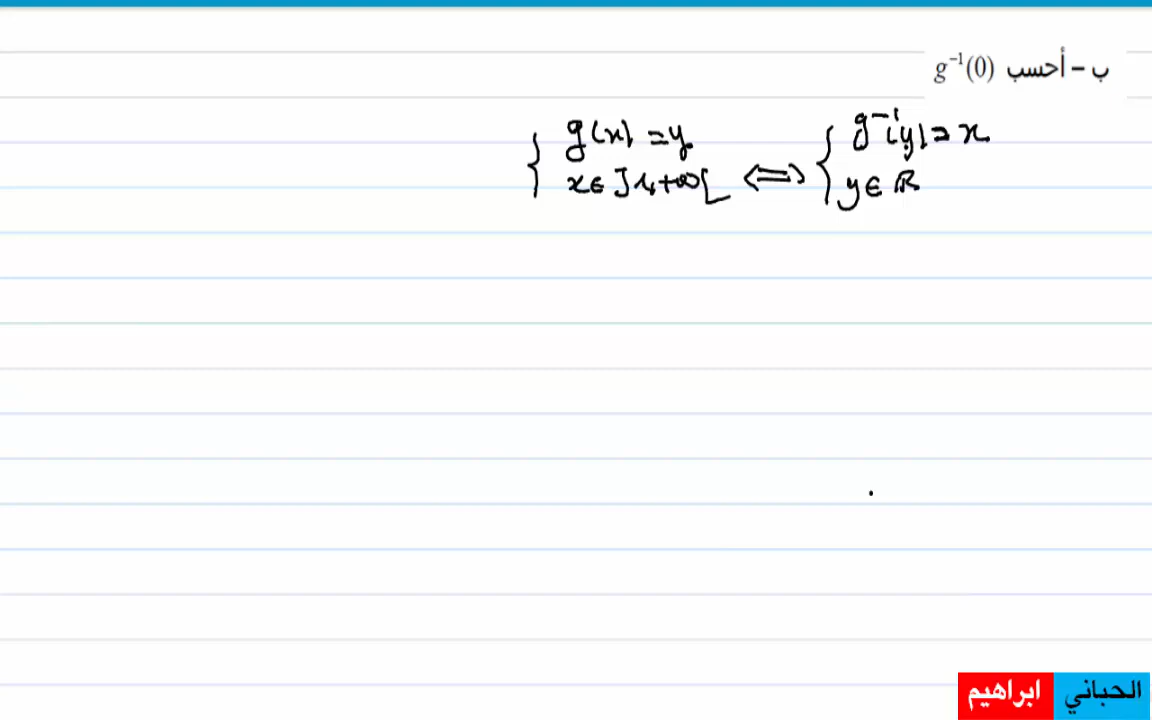 ب – أحسب g⁻¹(0)
{ g(x) = y
x ∈ ]1, +∞[ ⟺ { g⁻¹(y) = x
y ∈ ℝ
الحباني ابراهيم